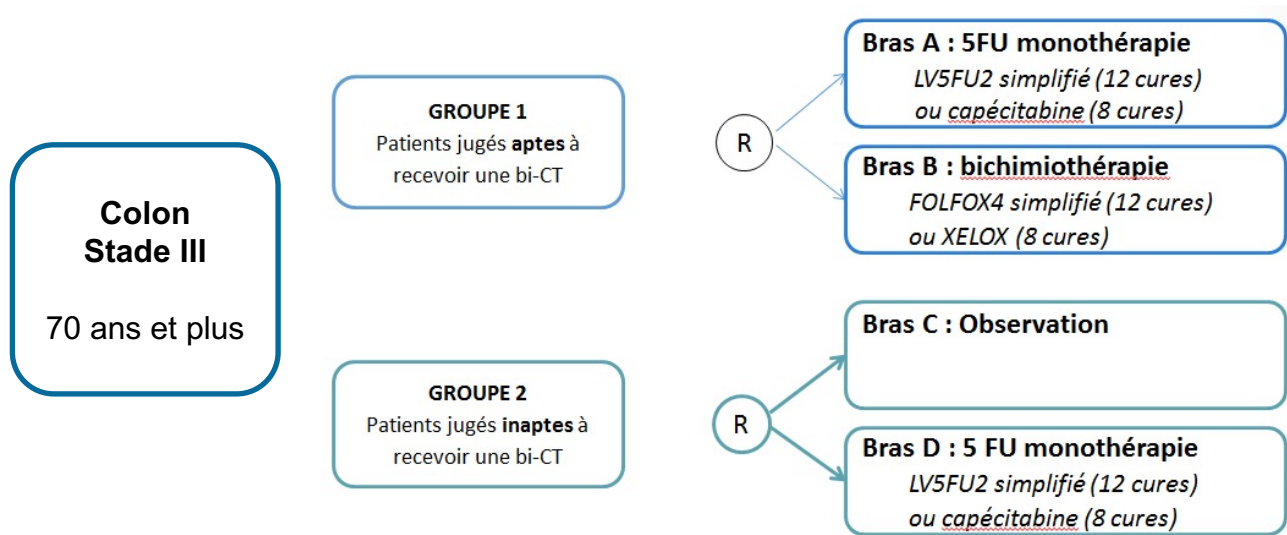 Colon
Stade III
70 ans et plus
GROUPE 1
Patients jugés aptes à
recevoir une bi-CT
R
Bras A : 5FU monothérapie
LV5FU2 simplifié (12 cures)
ou capécitabine (8 cures)
Bras B : bichimiothérapie
FOLFOX4 simplifié (12 cures)
ou XELOX (8 cures)
GROUPE 2
Patients jugés inaptes à
recevoir une bi-CT
R
Bras C : Observation
Bras D : 5 FU monothérapie
LV5FU2 simplifié (12 cures)
ou capécitabine (8 cures)